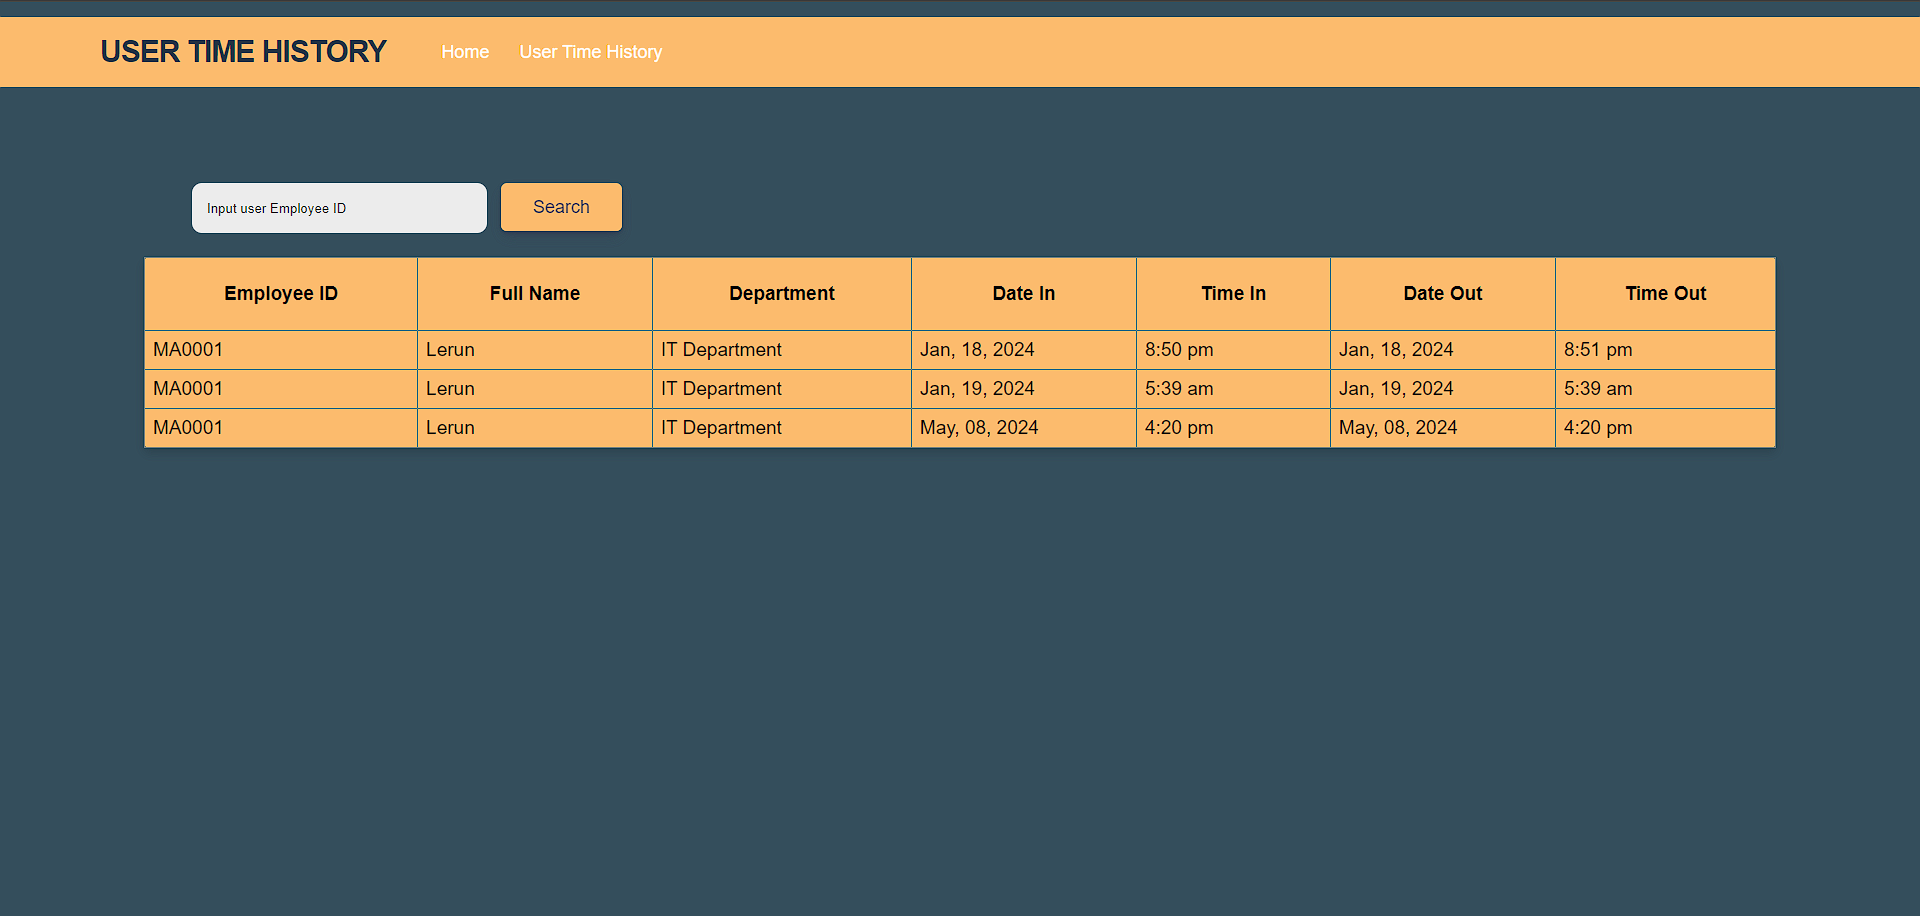 USER TIME HISTORY Home User Time History
Input user Employee ID Search
Employee ID Full Name Department Date In Time In Date Out Time Out
MA0001 Lerun IT Department Jan, 18, 2024 8:50 pm Jan, 18, 2024 8:51 pm
MA0001 Lerun IT Department Jan, 19, 2024 5:39 am Jan, 19, 2024 5:39 am
MA0001 Lerun IT Department May, 08, 2024 4:20 pm May, 08, 2024 4:20 pm